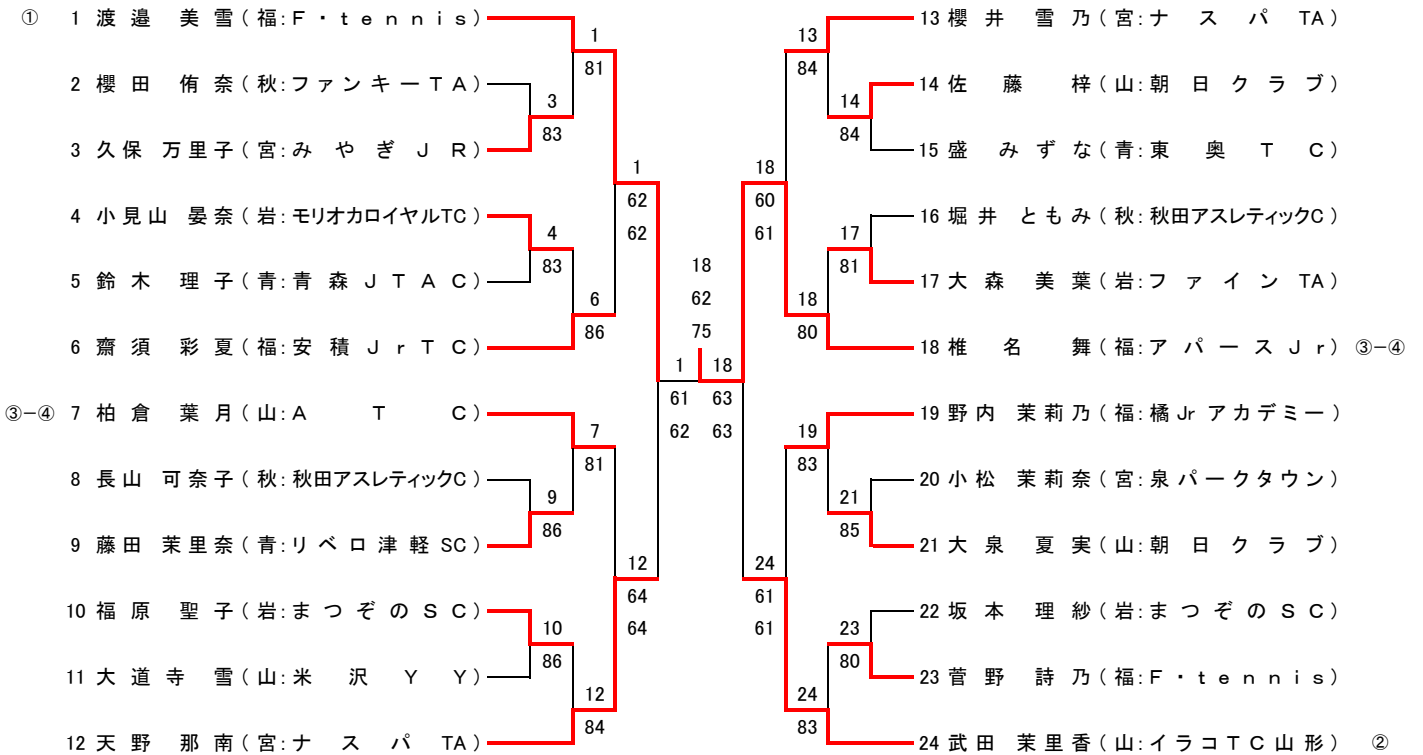 ① 1 渡邉 美雪(福:F・tennis)
2 櫻田 侑奈(秋:ファンキーTA)
3 久保 万里子(宮:みやぎJR)
4 小見山 晏奈(岩:モリオカロイヤルTC)
5 鈴木 理子(青:青森JTAC)
6 齋須 彩夏(福:安積JrTC)
③-④ 7 柏倉 葉月(山:ATC)
8 長山 可奈子(秋:秋田アスレティックC)
9 藤田 茉里奈(青:リベロ津軽SC)
10 福原 聖子(岩:まつぞのSC)
11 大道寺 雪(山:米沢YY)
12 天野 那南(宮:ナスパTA)
1
81
3
83
4
83
6
86
7
81
9
86
10
86
12
84
1
62
62
12
64
64
1
61
62
18
62
75
18
63
63
18
60
61
24
61
61
13
84
14
84
17
81
18
80
19
83
21
85
23
80
24
83
13 櫻井 雪乃(宮:ナスパTA)
14 佐藤 梓(山:朝日クラブ)
15 盛 みずな(青:東奥TC)
16 堀井 ともみ(秋:秋田アスレティックC)
17 大森 美葉(岩:ファインTA)
18 椎名 舞(福:アパースJr) ③-④
19 野内 茉莉乃(福:橘Jrアカデミー)
20 小松 茉莉奈(宮:泉パークタウン)
21 大泉 夏実(山:朝日クラブ)
22 坂本 理紗(岩:まつぞのSC)
23 菅野 詩乃(福:F・tennis)
24 武田 茉里香(山:イラコTC山形) ②